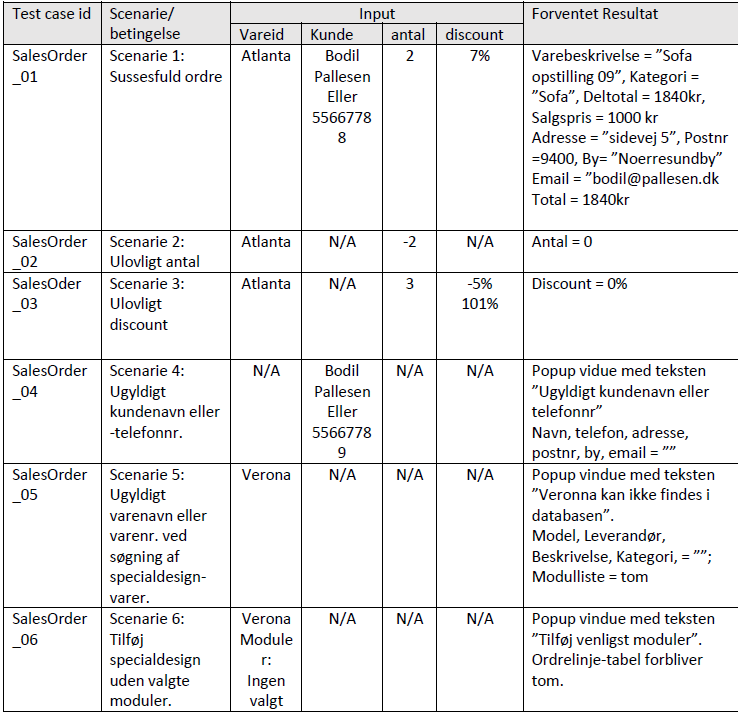 Test case id
Scenarie/
betingelse
Input
Forventet Resultat
Vareid
Kunde
antal
discount
SalesOrder
_01
Scenarie 1:
Sussesfuld ordre
Atlanta
Bodil
Pallesen
Eller
5566778
8
2
7%
Varebeskrivelse = ”Sofa
opstilling 09”, Kategori =
”Sofa”, Deltotal = 1840kr,
Salgspris = 1000 kr
Adresse = ”sidevej 5”, Postnr
=9400, By= ”Noerresundby”
Email = ”bodil@pallesen.dk
Total = 1840kr
SalesOrder
_02
Scenarie 2:
Ulovligt antal
Atlanta
N/A
-2
N/A
Antal = 0
SalesOder
_03
Scenarie 3:
Ulovligt
discount
Atlanta
N/A
3
-5%
101%
Discount = 0%
SalesOrder
_04
Scenarie 4:
Ugyldigt
kundenavn eller
-telefonnr.
N/A
Bodil
Pallesen
Eller
5566778
9
N/A
N/A
Popup vidue med teksten
”Ugyldigt kundenavn eller
telefonnr”
Navn, telefon, adresse,
postnr, by, email = ””
SalesOrder
_05
Scenarie 5:
Ugyldigt
varenavn eller
varenr. ved
søgning af
specialdesign-
varer.
Verona
N/A
N/A
N/A
Popup vindue med teksten
”Veronna kan ikke findes i
databasen”.
Model, Leverandør,
Beskrivelse, Kategori, = ””;
Modulliste = tom
SalesOrder
_06
Scenarie 6:
Tilføj
specialdesign
uden valgte
moduler.
Verona
Module
r:
Ingen
valgt
N/A
N/A
N/A
Popup vindue med teksten
”Tilføj venligst moduler”.
Ordrelinje-tabel forbliver
tom.